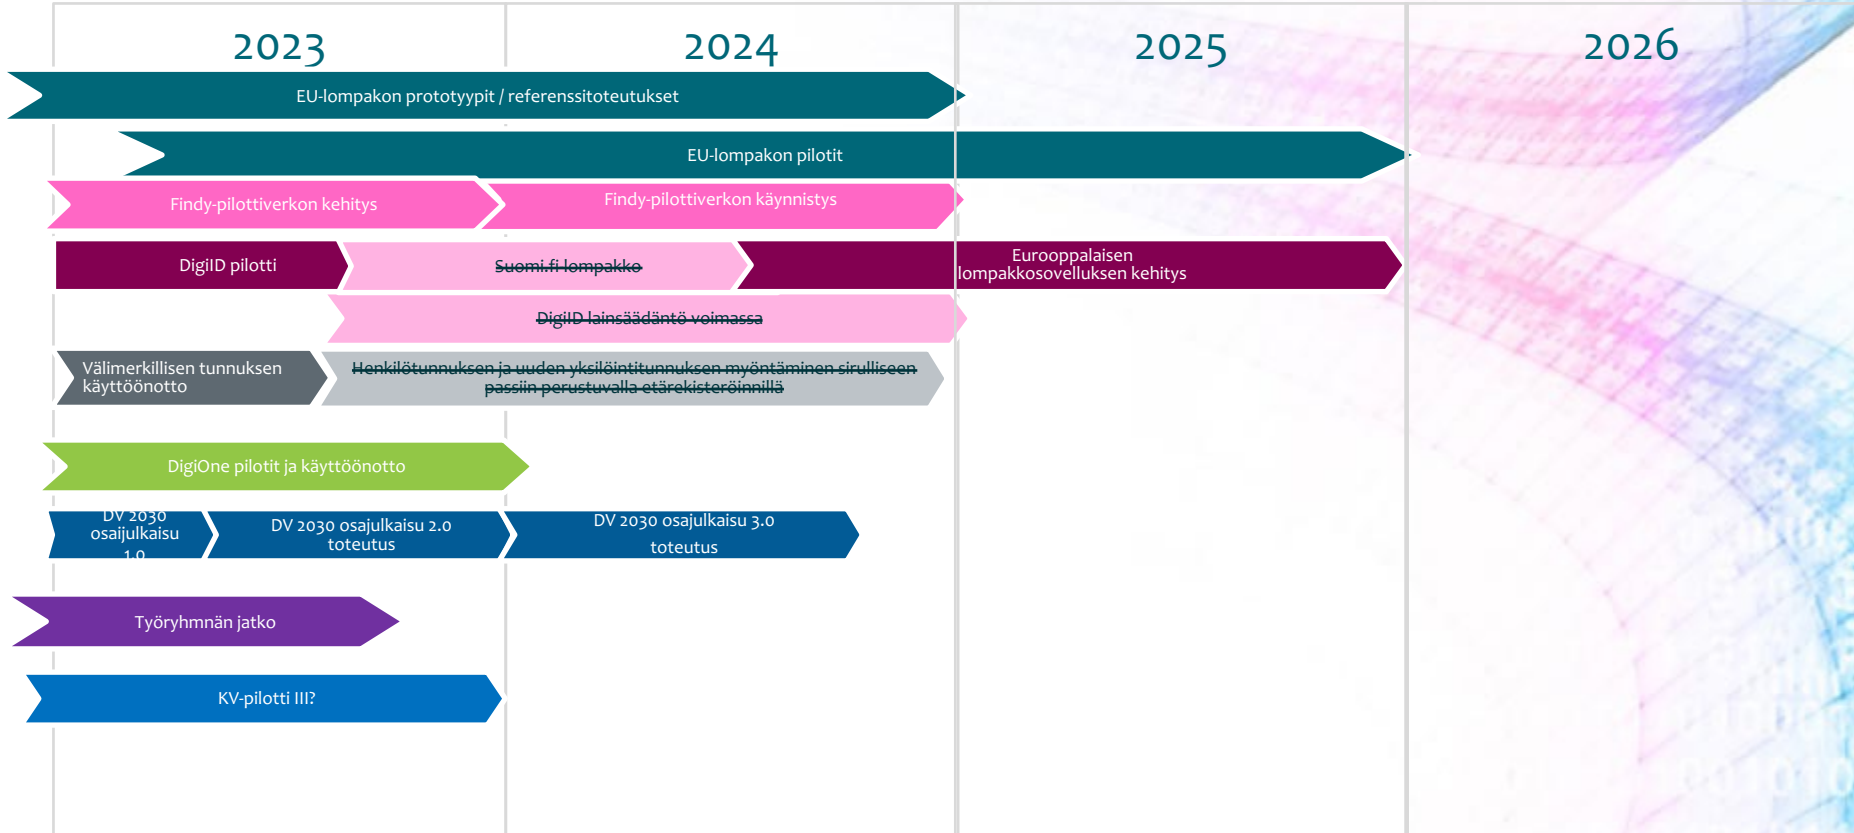 2023
2024
2025
2026
EU-lompakon prototyypit / referenssitoteutukset
EU-lompakon pilotit
Findy-pilottiverkon kehitys
Findy-pilottiverkon käynnistys
DigiID pilotti
Suomi.fi lompakko
Eurooppalaisen
lompakkosovelluksen kehitys
DigiID lainsäädäntö voimassa
Välimerkillisen tunnuksen
käyttöönotto
Henkilötunnuksen ja uuden yksilöintitunnuksen myöntäminen sirulliseen
passiin perustuvalla etärekisteröinnillä
DigiOne pilotit ja käyttöönotto
DV 2030
osaijulkaisu
1.0
DV 2030 osajulkaisu 2.0
toteutus
DV 2030 osajulkaisu 3.0
toteutus
Työryhmnän jatko
KV-pilotti III?